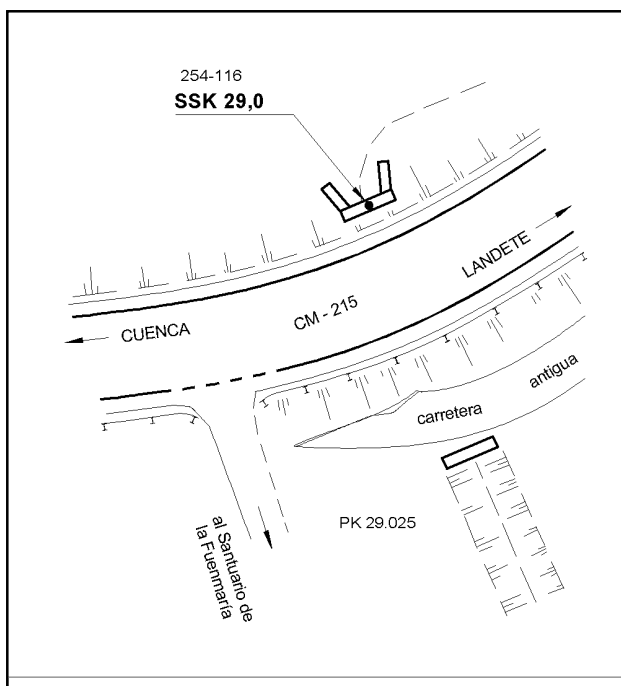 254-116
SSK 29,0
LANDETE
CM - 215
CUENCA
antigua
carretera
PK 29.025
al Santuario de
la Fuenmaría